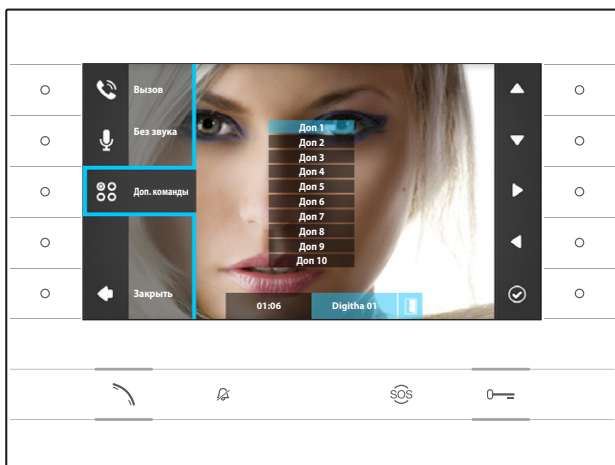 Вызов
Без звука
Доп. команды
Закрыть
Доп 1
Доп 2
Доп 3
Доп 4
Доп 5
Доп 6
Доп 7
Доп 8
Доп 9
Доп 10
01:06 Digitha 01
SOS